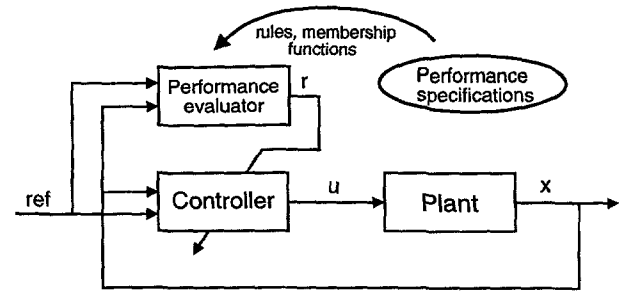 rules, membership
functions
Performance
evaluator
r
Performance
specifications
ref
Controller
u
Plant
x